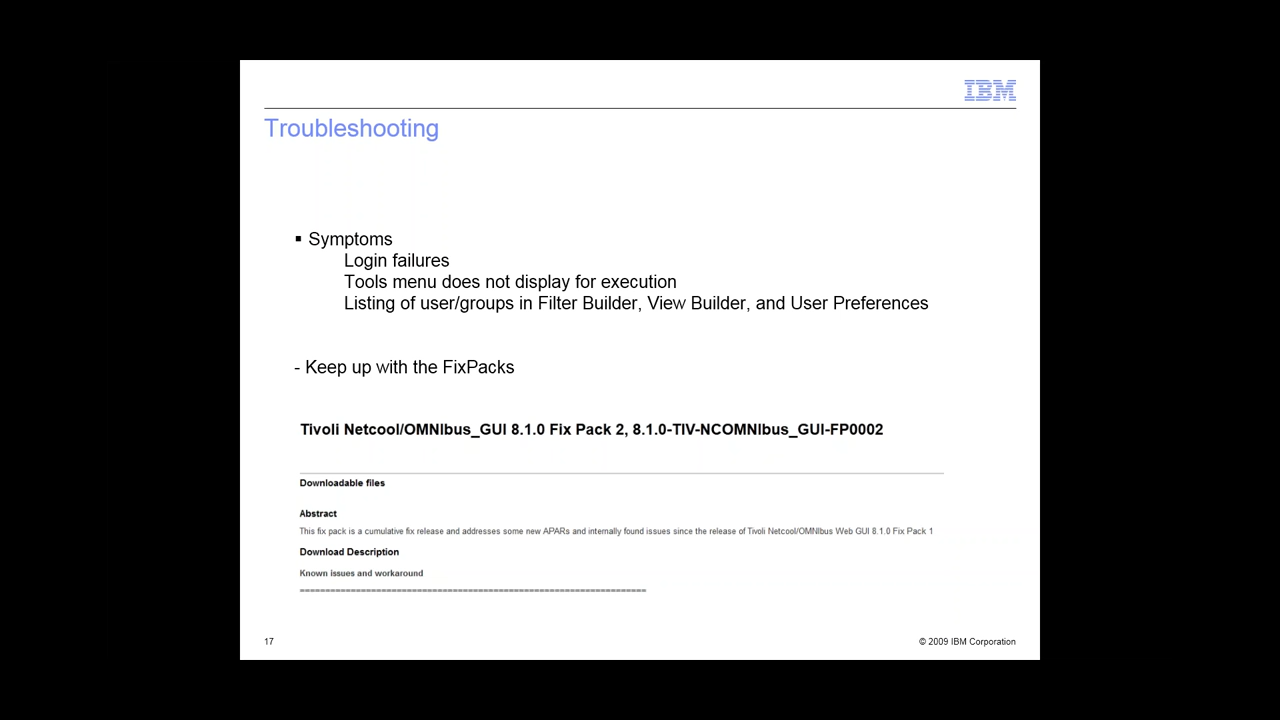 IBM
Troubleshooting
▪ Symptoms
Login failures
Tools menu does not display for execution
Listing of user/groups in Filter Builder, View Builder, and User Preferences
- Keep up with the FixPacks
Tivoli Netcool/OMNIbus_GUI 8.1.0 Fix Pack 2, 8.1.0-TIV-NCOMNIbus_GUI-FP0002
Downloadable files
Abstract
This fix pack is a cumulative fix release and addresses some new APARs and internally found issues since the release of Tivoli Netcool/OMNIbus Web GUI 8.1.0 Fix Pack 1
Download Description
Known issues and workaround
=====================================================================
17
© 2009 IBM Corporation